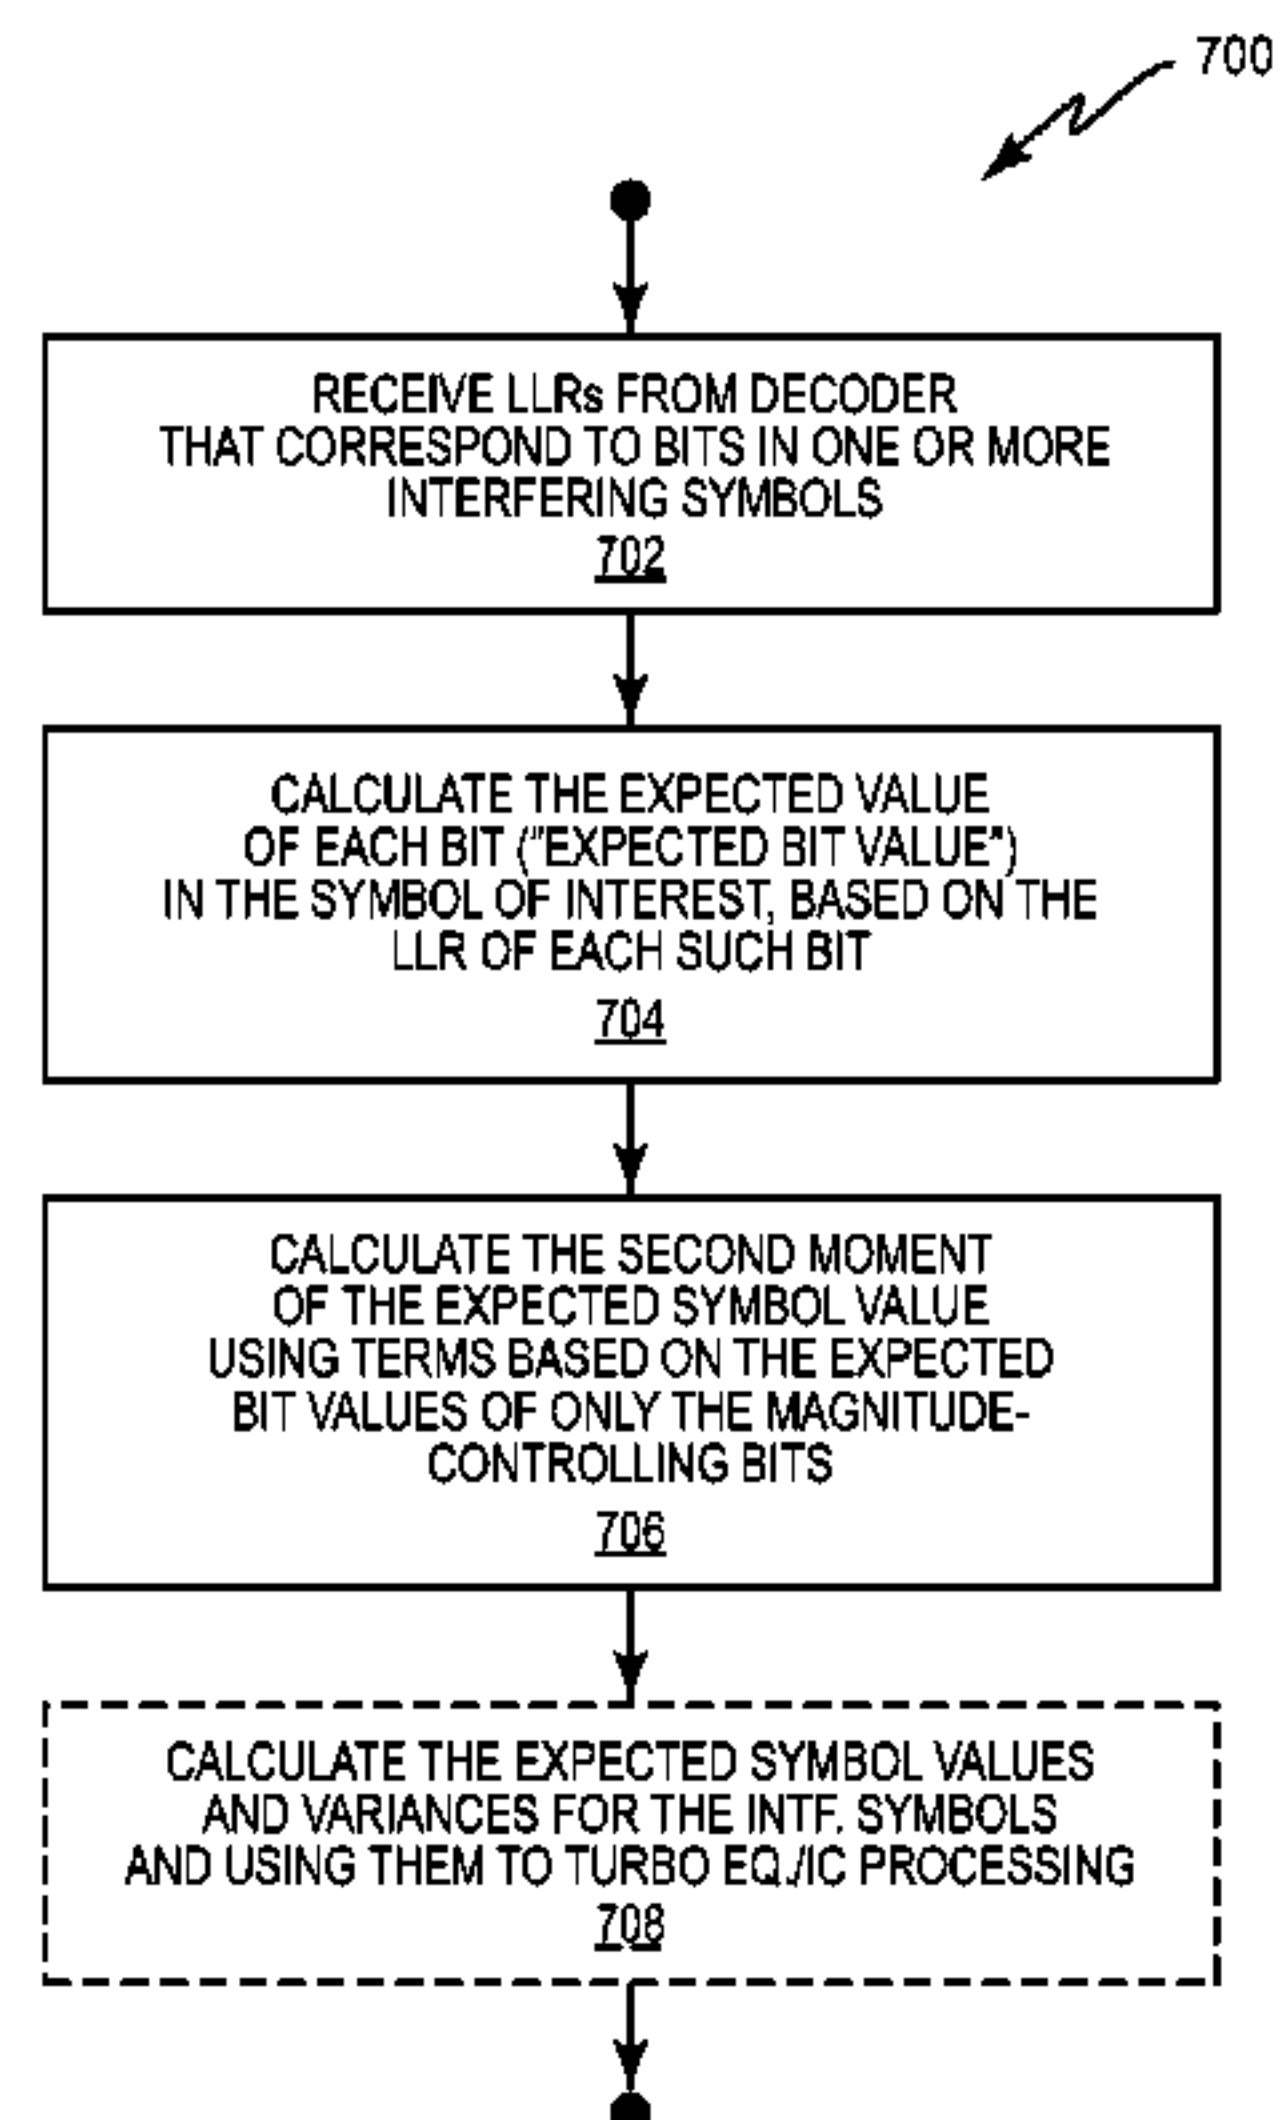 700
RECEIVE LLRs FROM DECODER
THAT CORRESPOND TO BITS IN ONE OR MORE
INTERFERING SYMBOLS
702
CALCULATE THE EXPECTED VALUE
OF EACH BIT ("EXPECTED BIT VALUE")
IN THE SYMBOL OF INTEREST, BASED ON THE
LLR OF EACH SUCH BIT
704
CALCULATE THE SECOND MOMENT
OF THE EXPECTED SYMBOL VALUE
USING TERMS BASED ON THE EXPECTED
BIT VALUES OF ONLY THE MAGNITUDE-
CONTROLLING BITS
706
CALCULATE THE EXPECTED SYMBOL VALUES
AND VARIANCES FOR THE INTF. SYMBOLS
AND USING THEM TO TURBO EQ./IC PROCESSING
708